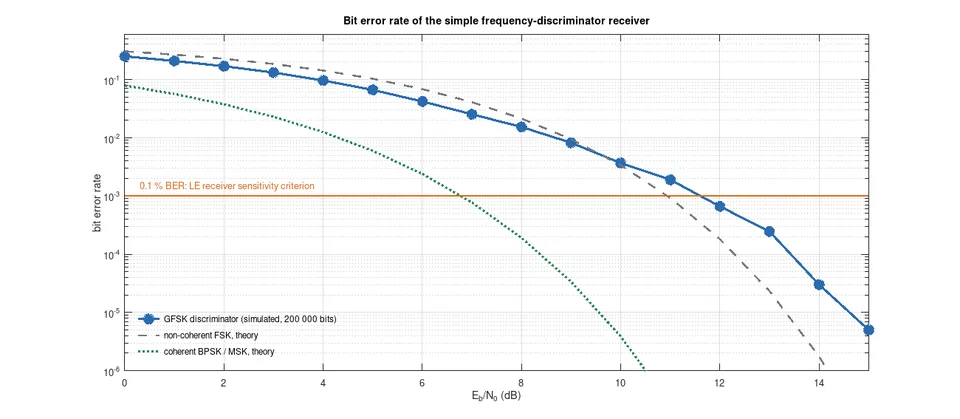 Bit error rate of the simple frequency-discriminator receiver
bit error rate
10^-1
10^-2
10^-3
10^-4
10^-5
10^-6
0.1 % BER: LE receiver sensitivity criterion
GFSK discriminator (simulated, 200 000 bits)
non-coherent FSK, theory
coherent BPSK / MSK, theory
0 2 4 6 8 10 12 14
E_b/N_0 (dB)